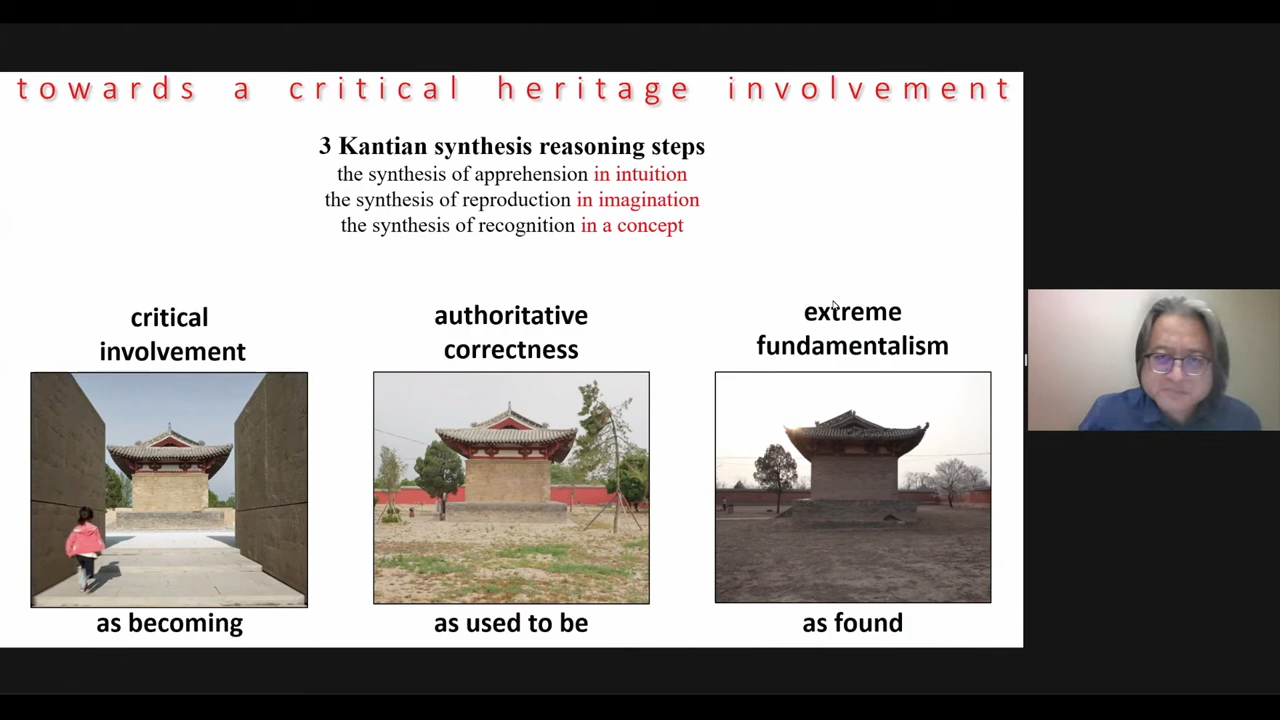 towards a critical heritage involvement
3 Kantian synthesis reasoning steps
the synthesis of apprehension in intuition
the synthesis of reproduction in imagination
the synthesis of recognition in a concept
critical
involvement
authoritative
correctness
extreme
fundamentalism
as becoming
as used to be
as found